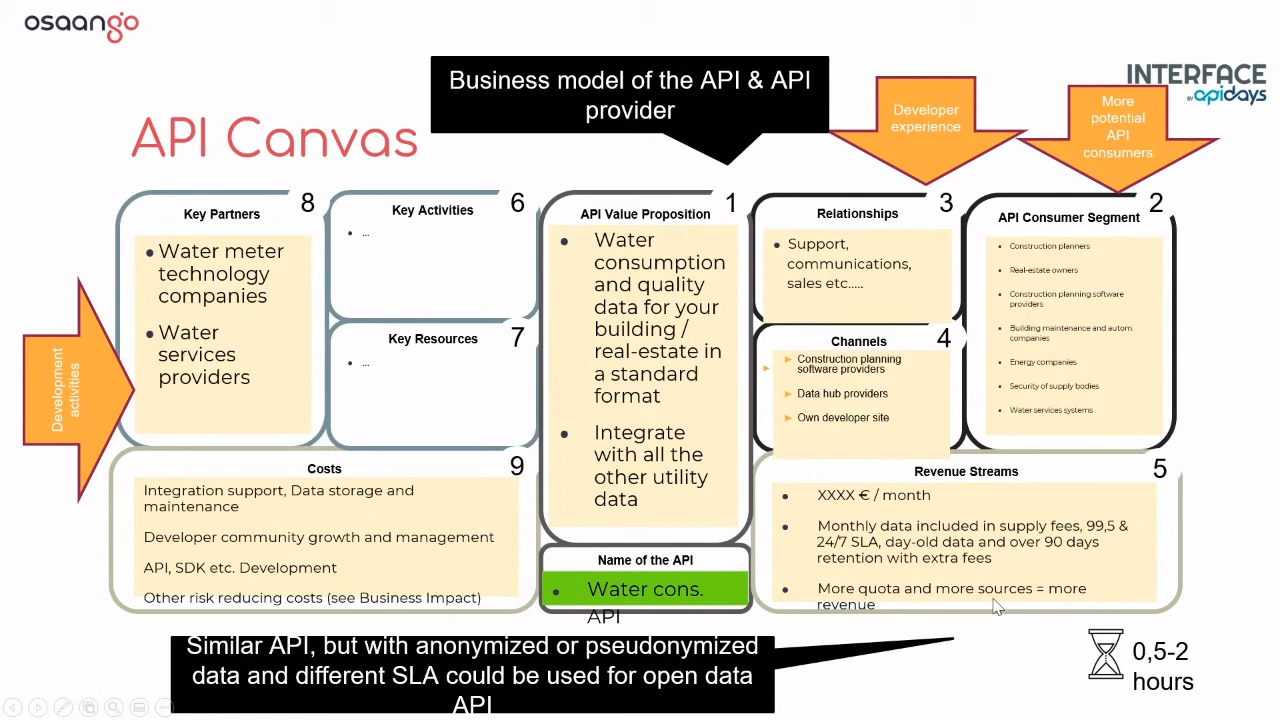 osaango
Business model of the API & API
provider
INTERFACE
BY apidays
Developer
experience
More
potential
API
consumers
API Canvas
Key Partners
8
Water meter
technology
companies
Water
services
providers
Key Activities
6
...
Key Resources
7
...
API Value Proposition
1
Water
consumption
and quality
data for your
building /
real-estate in
a standard
format
Integrate
with all the
other utility
data
Relationships
3
Support,
communications,
sales etc.....
Channels
4
Construction planning
software providers
Data hub providers
Own developer site
API Consumer Segment
2
Construction planners
Real-estate owners
Construction planning software
providers
Building maintenance and autom.
companies
Energy companies
Security of supply bodies
Water services systems
Development
activities
Costs
9
Integration support, Data storage and
maintenance
Developer community growth and management
API, SDK etc. Development
Other risk reducing costs (see Business Impact)
Name of the API
Water cons.
API
Revenue Streams
5
XXXX € / month
Monthly data included in supply fees, 99,5 &
24/7 SLA, day-old data and over 90 days
retention with extra fees
More quota and more sources = more
revenue
Similar API, but with anonymized or pseudonymized
data and different SLA could be used for open data
API
0,5-2
hours